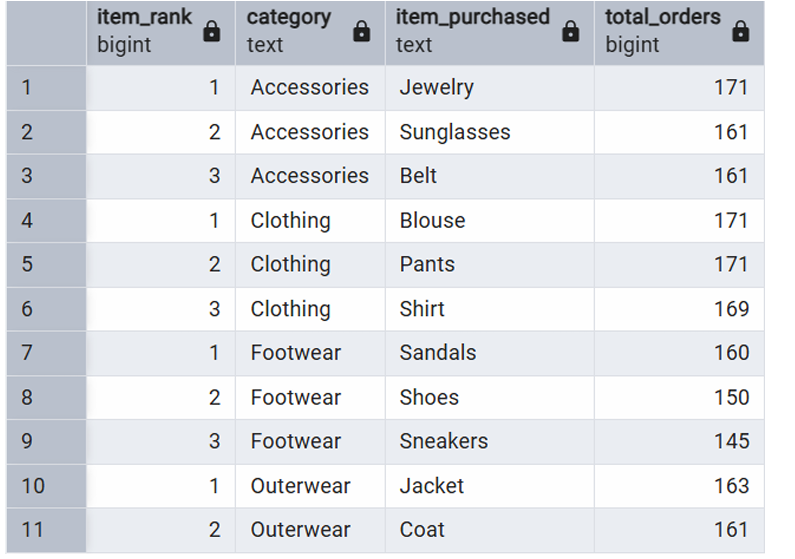 item_rank category item_purchased total_orders
bigint text text bigint
1 1 Accessories Jewelry 171
2 2 Accessories Sunglasses 161
3 3 Accessories Belt 161
4 1 Clothing Blouse 171
5 2 Clothing Pants 171
6 3 Clothing Shirt 169
7 1 Footwear Sandals 160
8 2 Footwear Shoes 150
9 3 Footwear Sneakers 145
10 1 Outerwear Jacket 163
11 2 Outerwear Coat 161